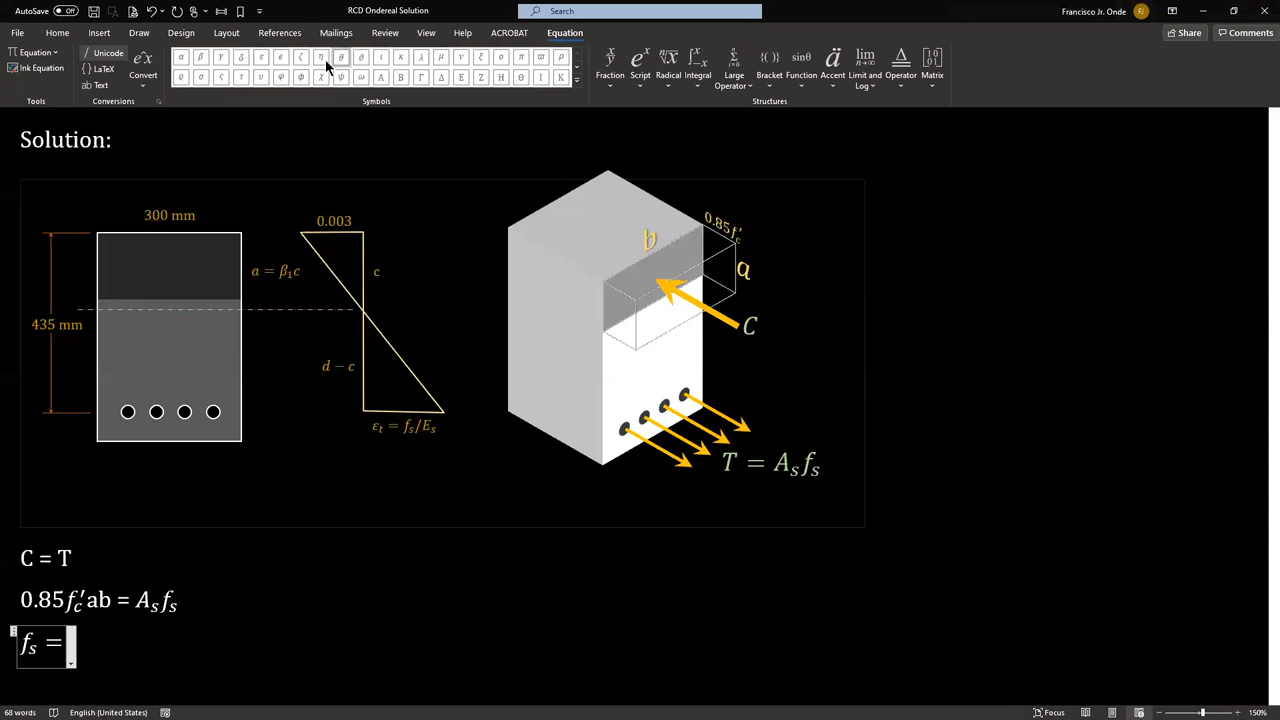 AutoSave Off
RCD Ondereal Solution
Search
Francisco Jr. Onde
FJ
File Home Insert Draw Design Layout References Mailings Review View Help ACROBAT Equation
Share Comments
Equation
Ink Equation
Unicode
LaTeX
ab Text
Convert
α β γ δ ε ϵ ζ η θ ϑ ι κ λ μ ν ξ ο π ϖ ρ
ϱ σ ς τ υ φ ϕ χ ψ ω Α Β Γ Δ Ε Ζ Η Θ Ι Κ
Fraction Script Radical Integral Large Operator Bracket Function Accent Limit and Log Operator Matrix
Tools Conversions Symbols Structures
Solution:
300 mm
0.003
0.85f'c
b
a = β₁c
c
a
435 mm
C
d − c
εt = fs/Es
T = Asfs
C = T
0.85f'c ab = Asfs
fs =
68 words English (United States)
Focus 150%